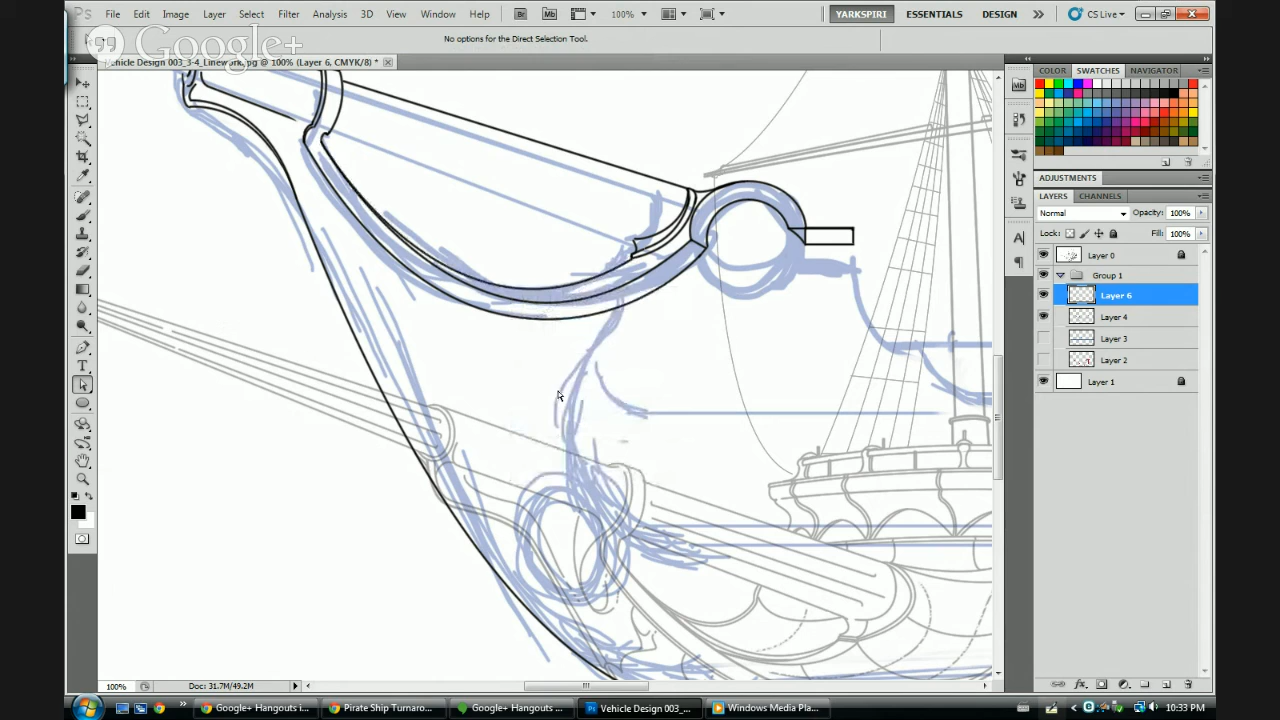 Ps File Edit Image Layer Select Filter Analysis 3D View Window Help Br Mb 100% YARKSPIRI ESSENTIALS DESIGN CS Live
Google+
No options for the Direct Selection Tool.
Vehicle Design 003_3-4_Linework.jpg @ 100% (Layer 6, CMYK/8) *
COLOR SWATCHES NAVIGATOR
ADJUSTMENTS
LAYERS CHANNELS
Normal Opacity: 100%
Lock: Fill: 100%
Layer 0
Group 1
Layer 6
Layer 4
Layer 3
Layer 2
Layer 1
100% Doc: 31.7M/49.2M
Google+ Hangouts i... Pirate Ship Turnaro... Google+ Hangouts ... Ps Vehicle Design 003_... Windows Media Pla... 10:33 PM